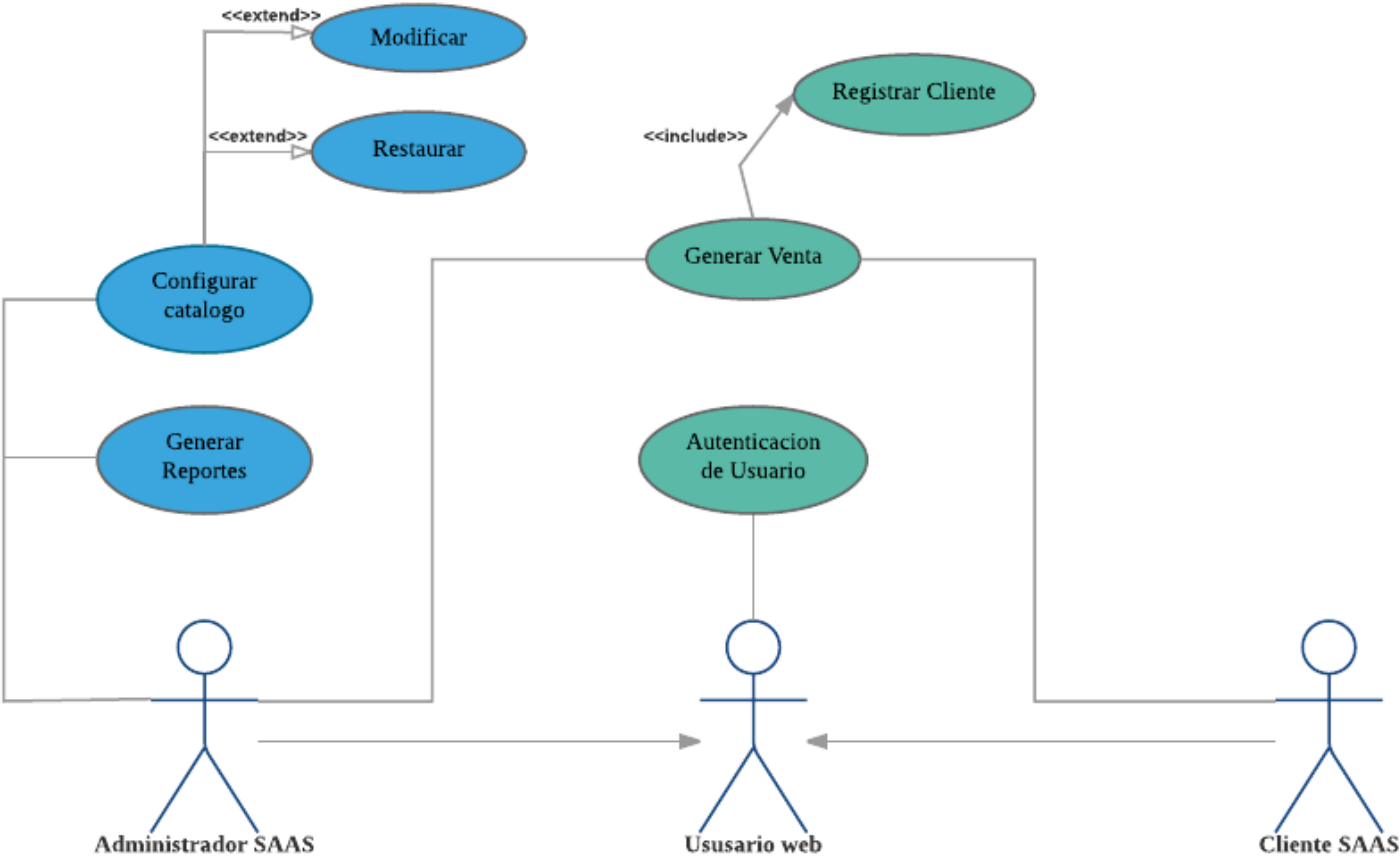 <<extend>>
Modificar
<<extend>>
Restaurar
Registrar Cliente
<<include>>
Generar Venta
Configurar
catalogo
Generar
Reportes
Autenticacion
de Usuario
Administrador SAAS
Ususario web
Cliente SAAS